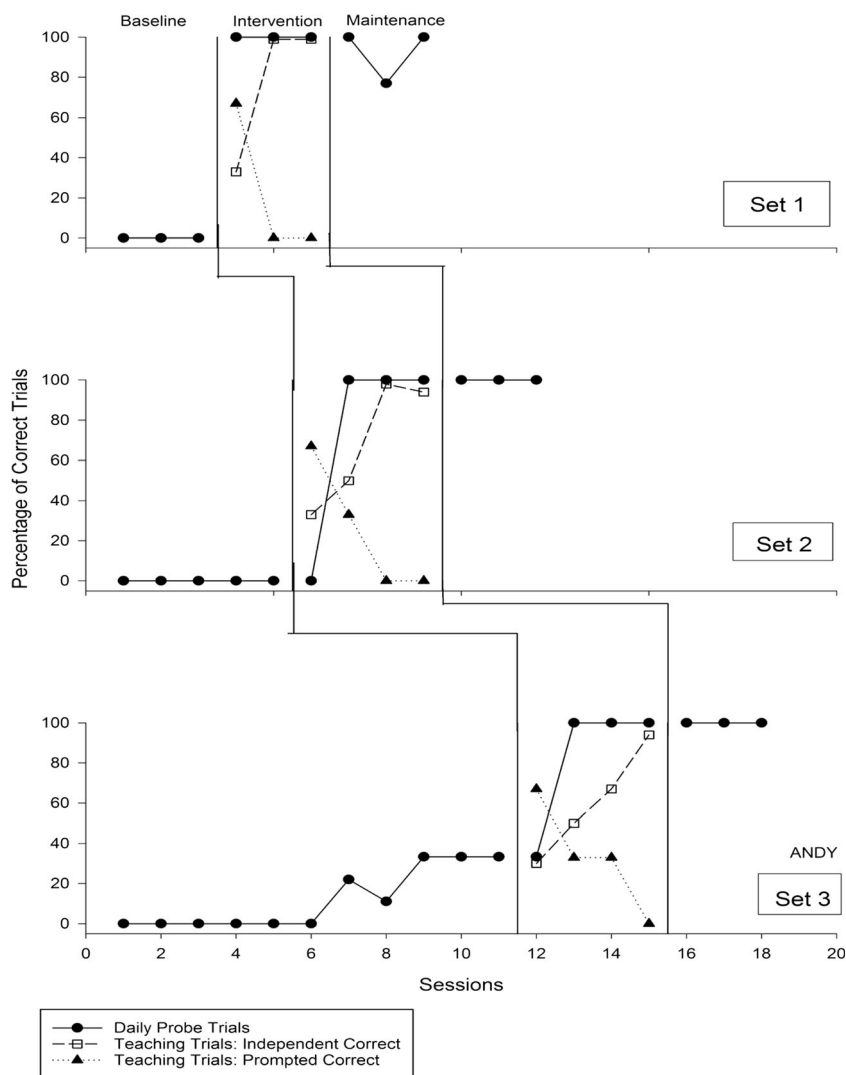 Baseline Intervention Maintenance
100
80
60
40
20
0
Set 1
Percentage of Correct Trials
100
80
60
40
20
0
Set 2
100
80
60
40
20
0
ANDY
Set 3
0 2 4 6 8 10 12 14 16 18 20
Sessions
Daily Probe Trials
Teaching Trials: Independent Correct
Teaching Trials: Prompted Correct